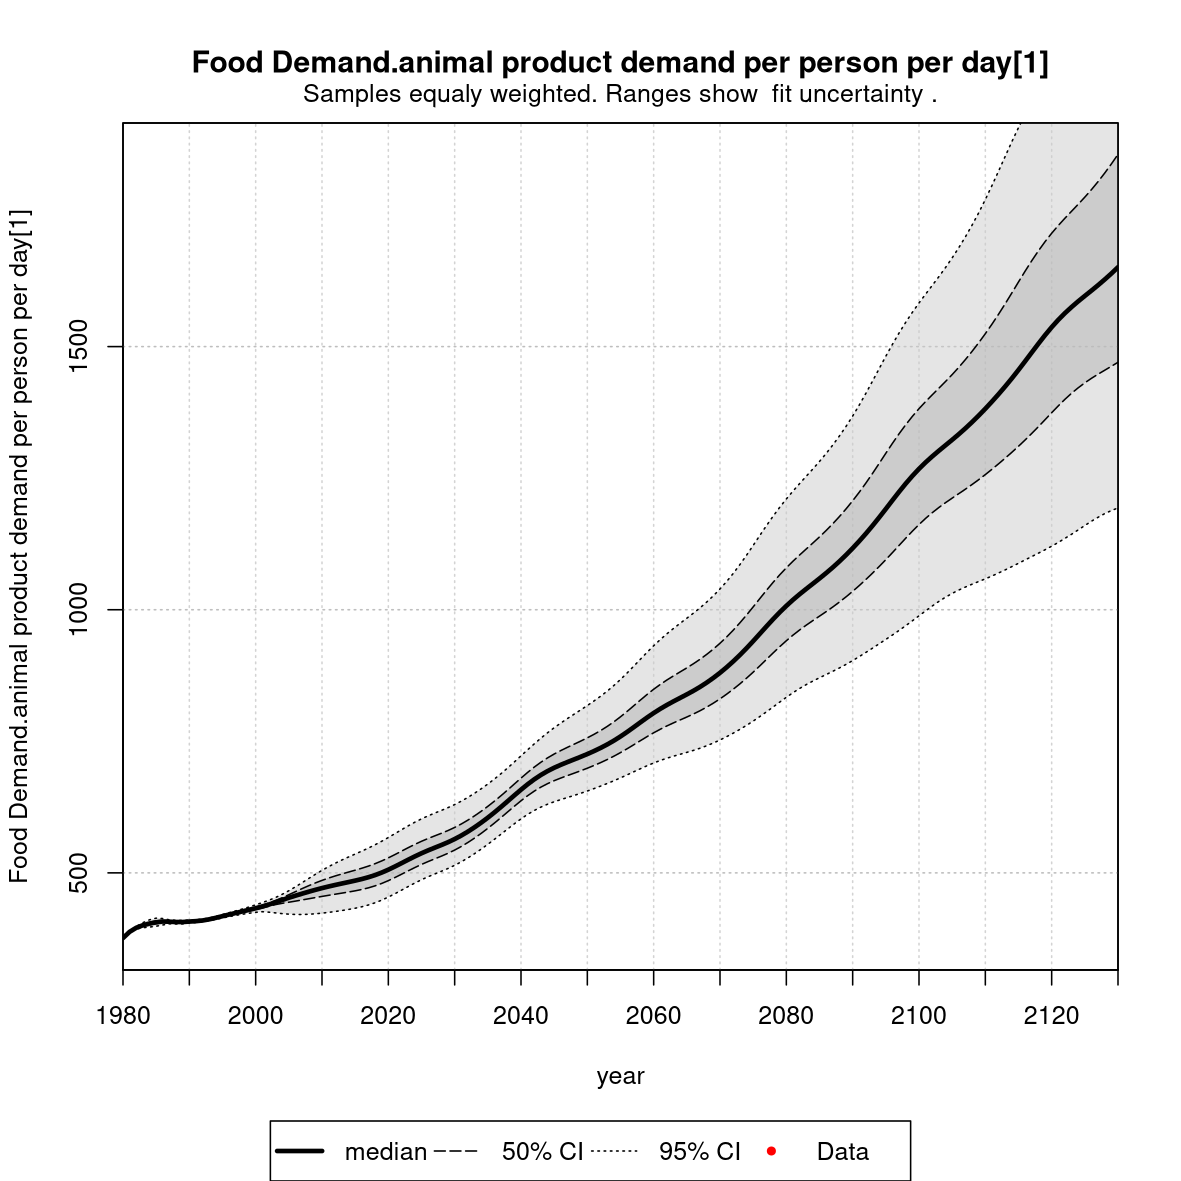 Food Demand.animal product demand per person per day[1]
Samples equaly weighted. Ranges show  fit uncertainty .
Food Demand.animal product demand per person per day[1]
1500
1000
500
1980 2000 2020 2040 2060 2080 2100 2120
year
median 50% CI 95% CI Data